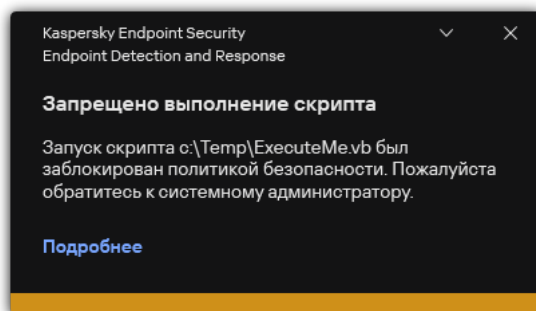 Kaspersky Endpoint Security
Endpoint Detection and Response
Запрещено выполнение скрипта
Запуск скрипта c:\Temp\ExecuteMe.vb был
заблокирован политикой безопасности. Пожалуйста
обратитесь к системному администратору.
Подробнее